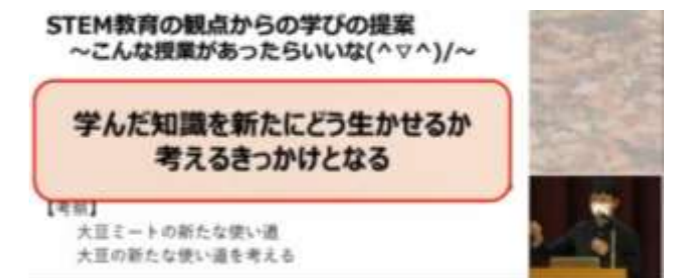 STEM教育の観点からの学びの提案
～こんな授業があったらいいな(^▽^)/～
学んだ知識を新たにどう生かせるか
考えるきっかけとなる
【考察】
大豆ミートの新たな使い道
大豆の新たな使い道を考える